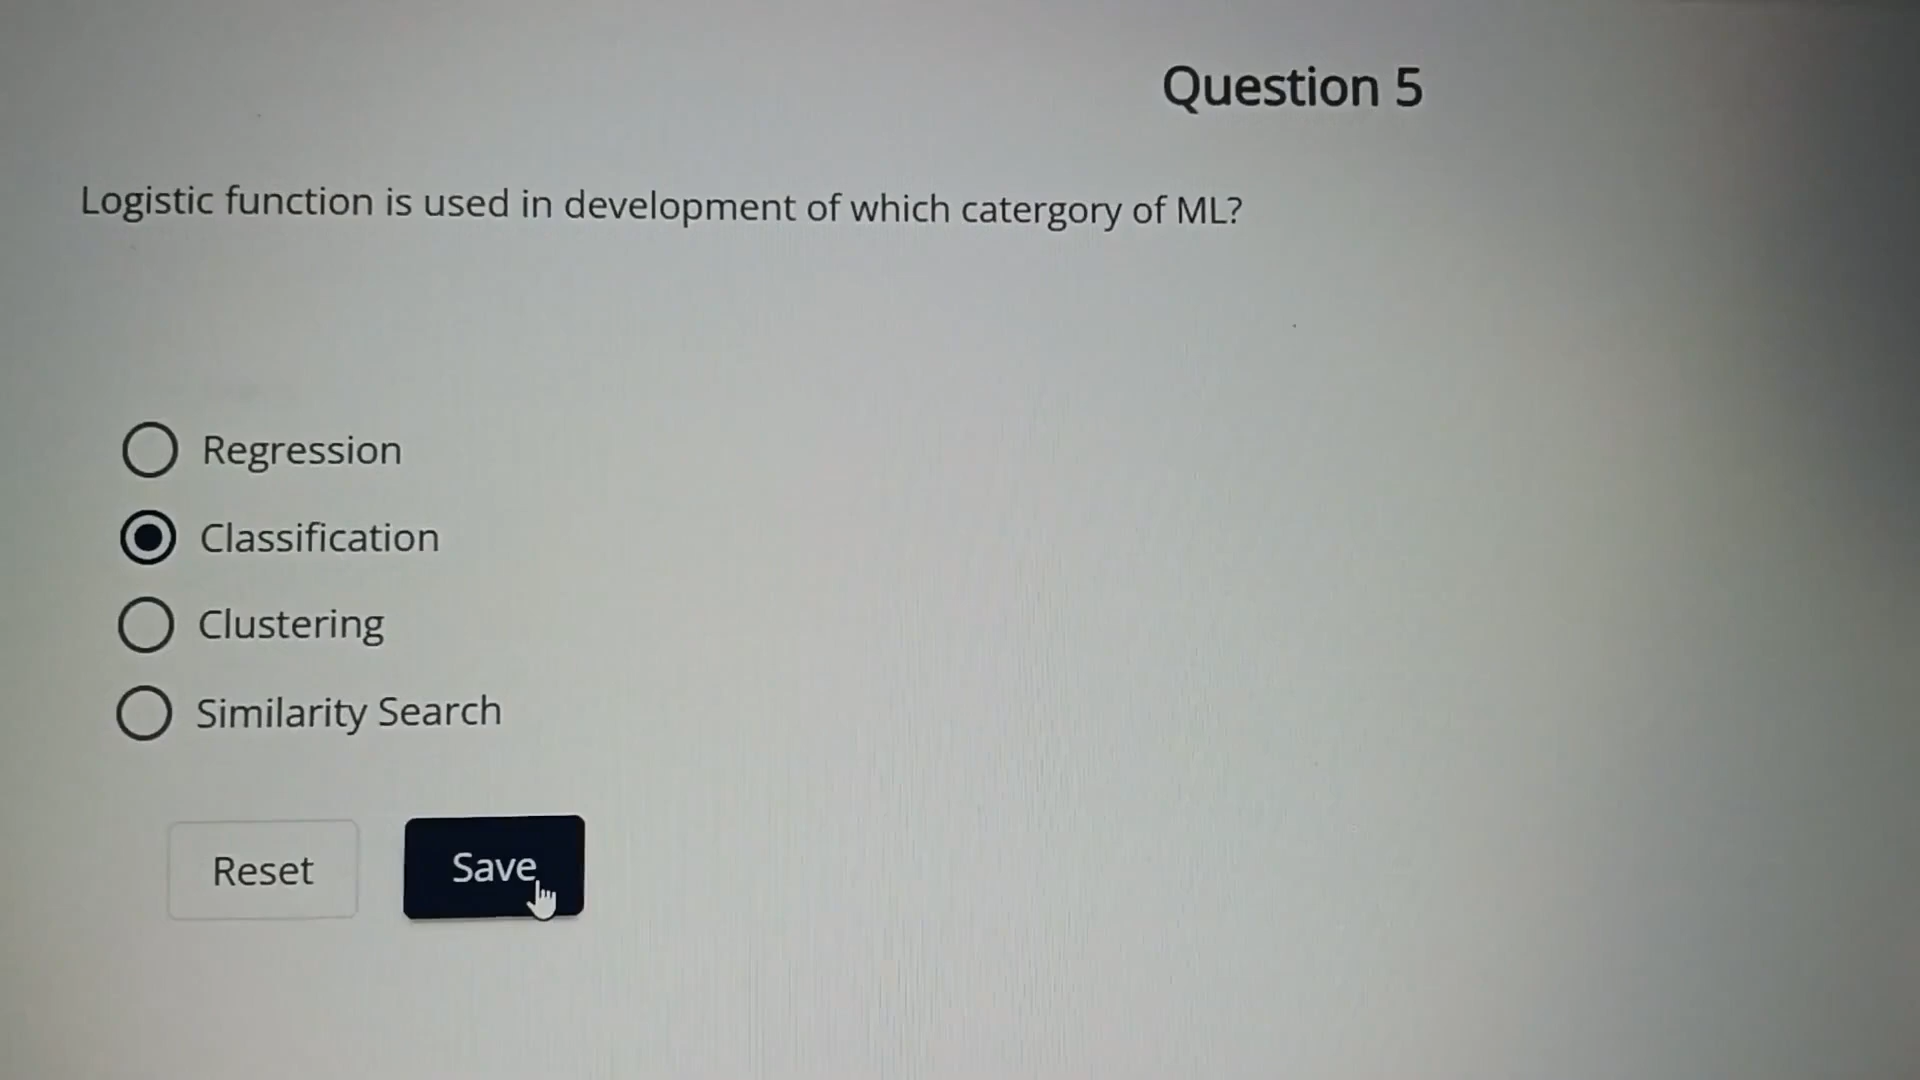 Question 5
Logistic function is used in development of which catergory of ML?
Regression
Classification
Clustering
Similarity Search
Reset
Save